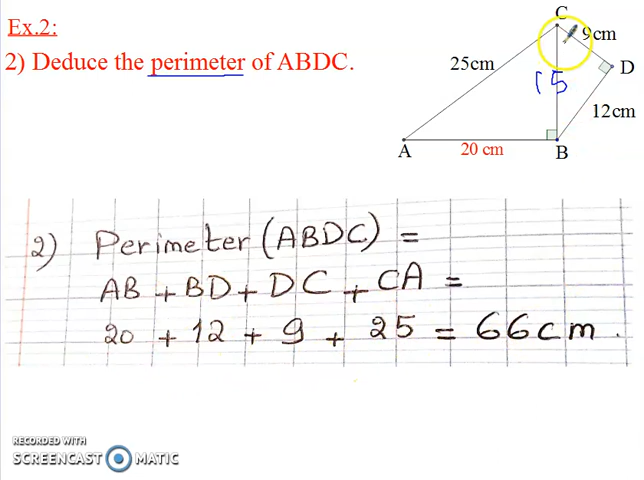 Ex.2:
2) Deduce the perimeter of ABDC.
C
9cm
25cm
15
D
12cm
A
20 cm
B
2) Perimeter (ABDC) =
AB + BD + DC + CA =
20 + 12 + 9 + 25 = 66cm.
RECORDED WITH
SCREENCAST MATIC